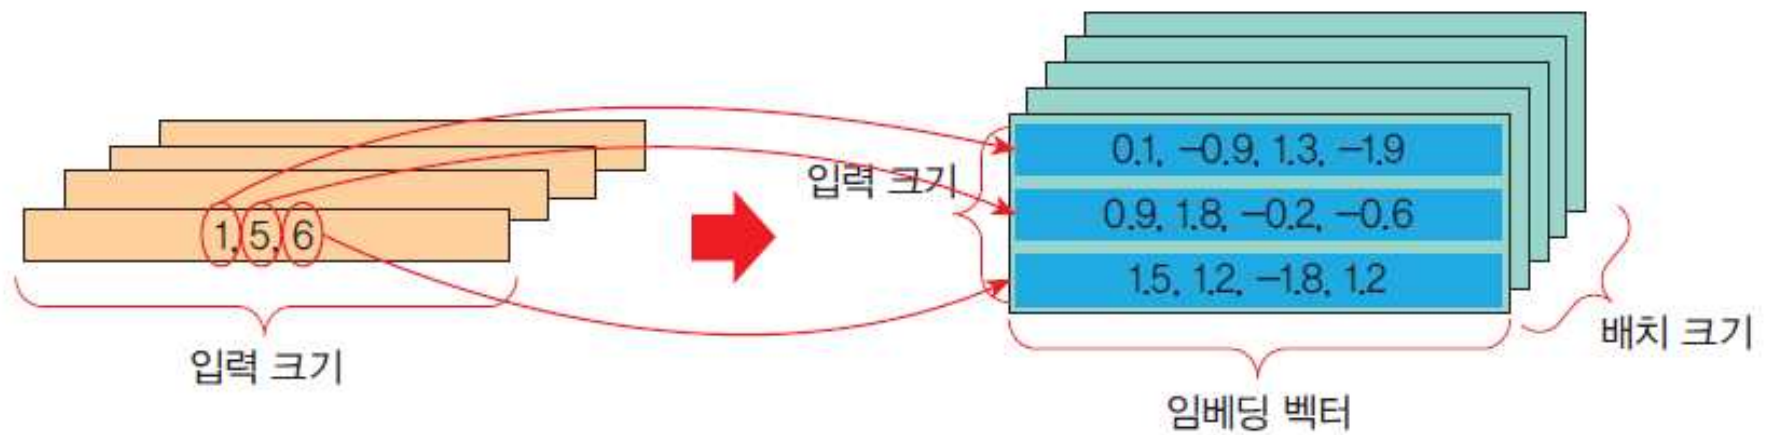 1, 5, 6
입력 크기
입력 크기
0.1, −0.9, 1.3, −1.9
0.9, 1.8, −0.2, −0.6
1.5, 1.2, −1.8, 1.2
임베딩 벡터
배치 크기